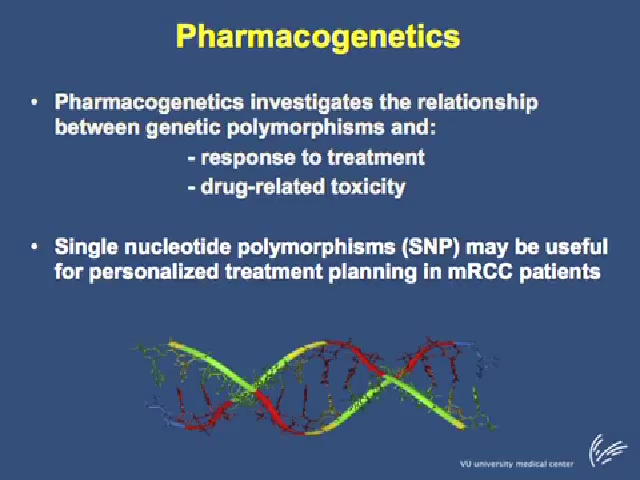 Pharmacogenetics
• Pharmacogenetics investigates the relationship
between genetic polymorphisms and:
- response to treatment
- drug-related toxicity
• Single nucleotide polymorphisms (SNP) may be useful
for personalized treatment planning in mRCC patients
VU university medical center